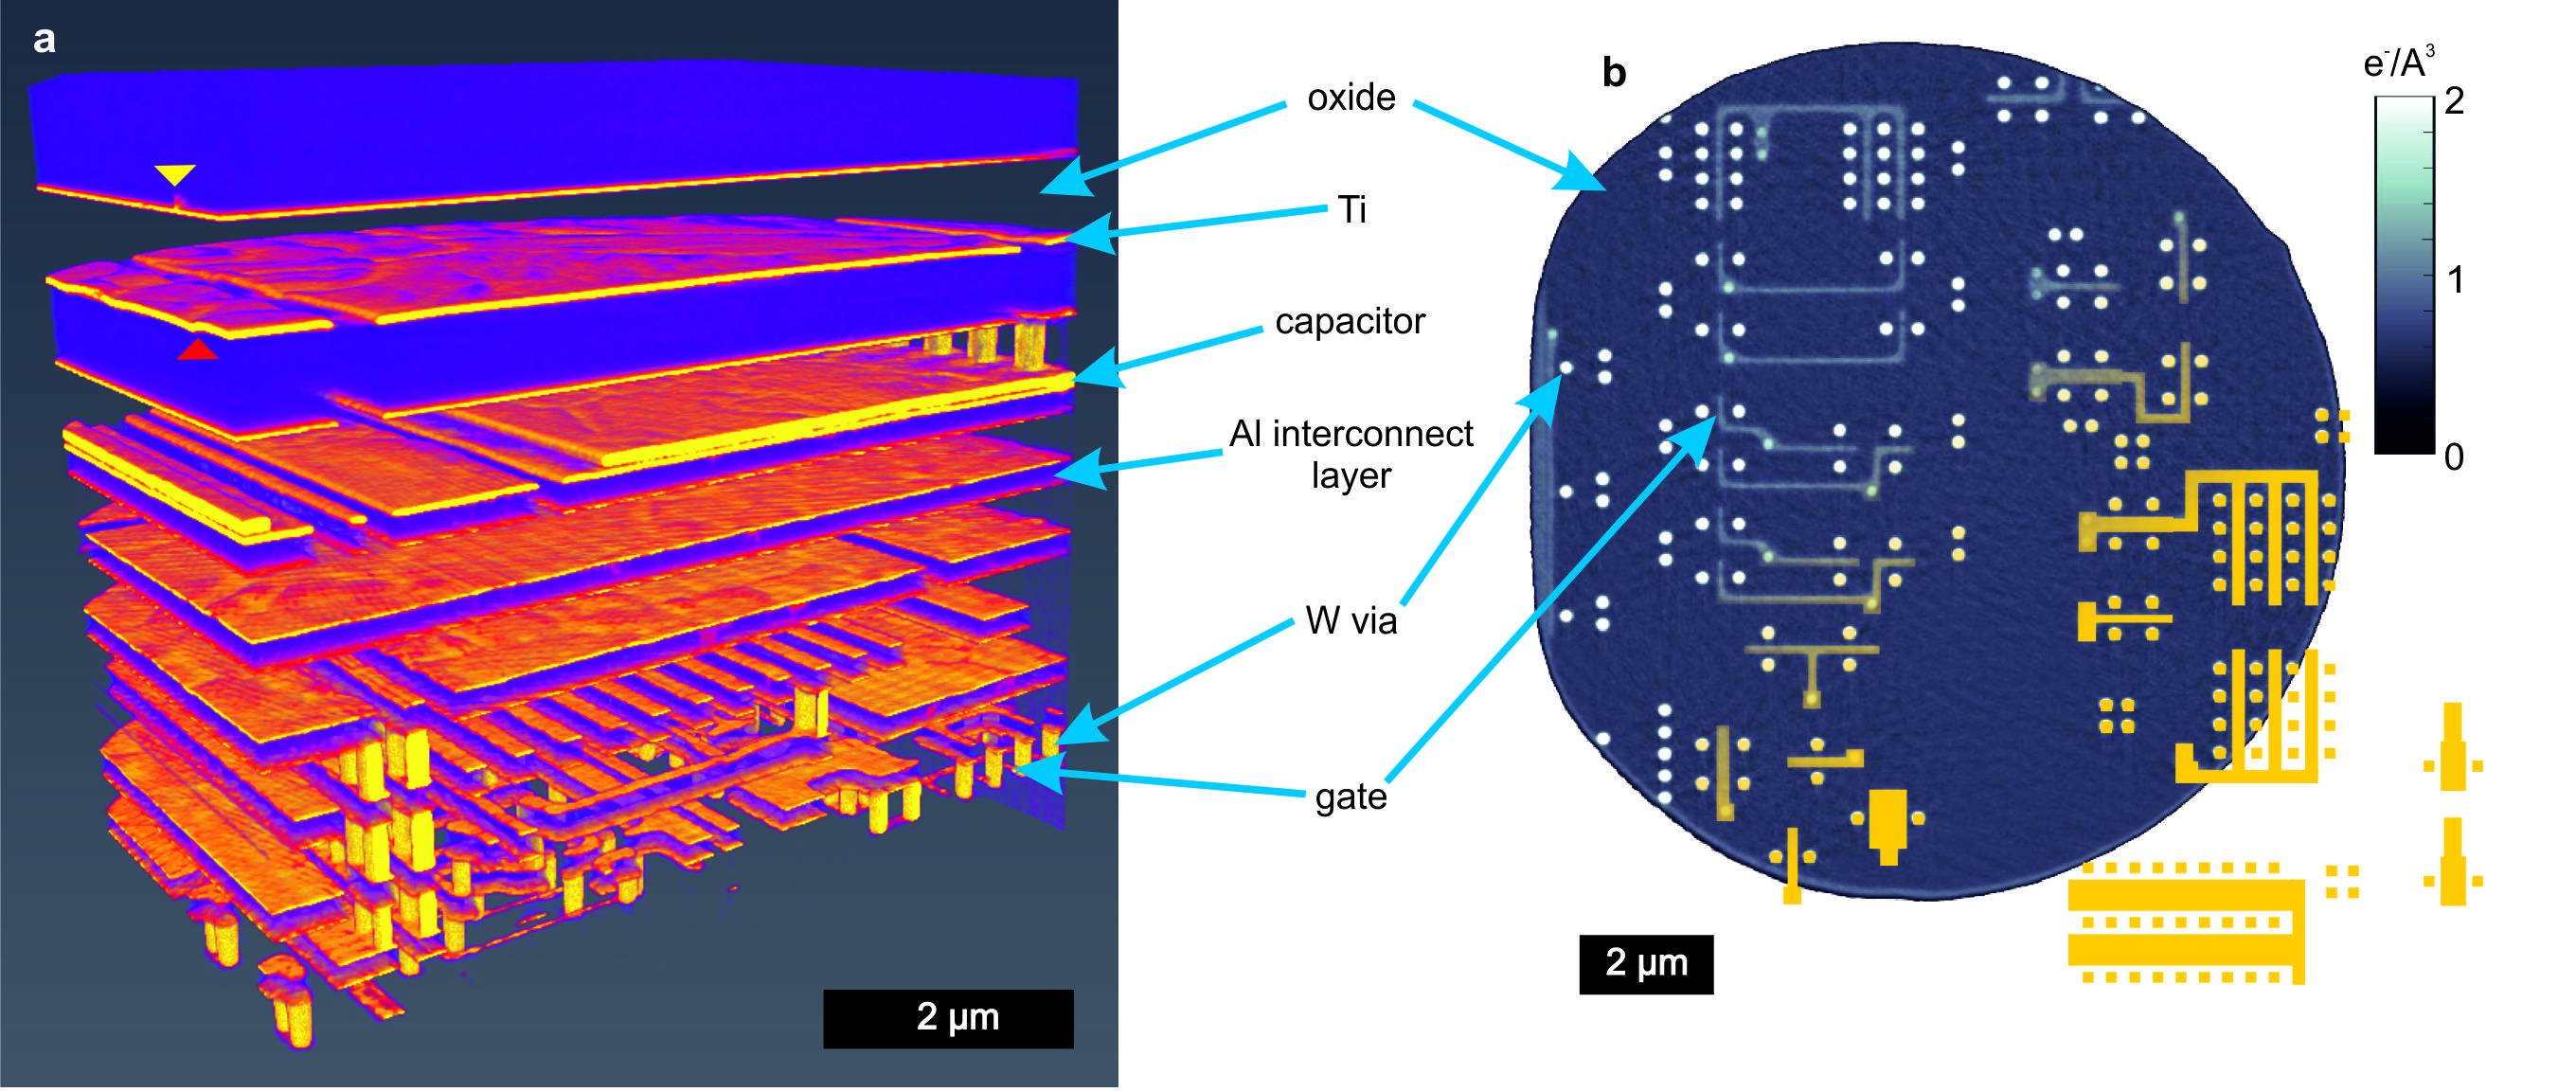 a
oxide
Ti
capacitor
Al interconnect
layer
W via
gate
2 µm
b
e⁻/A³
2
1
0
2 µm